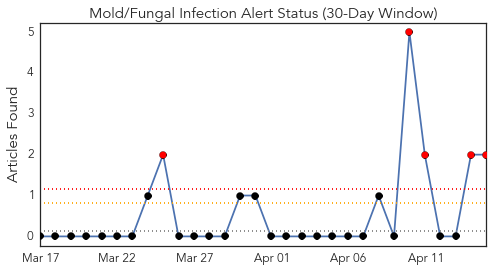 Mold/Fungal Infection Alert Status (30-Day Window)
Articles Found
5
4
3
2
1
0
Mar 17 Mar 22 Mar 27 Apr 01 Apr 06 Apr 11